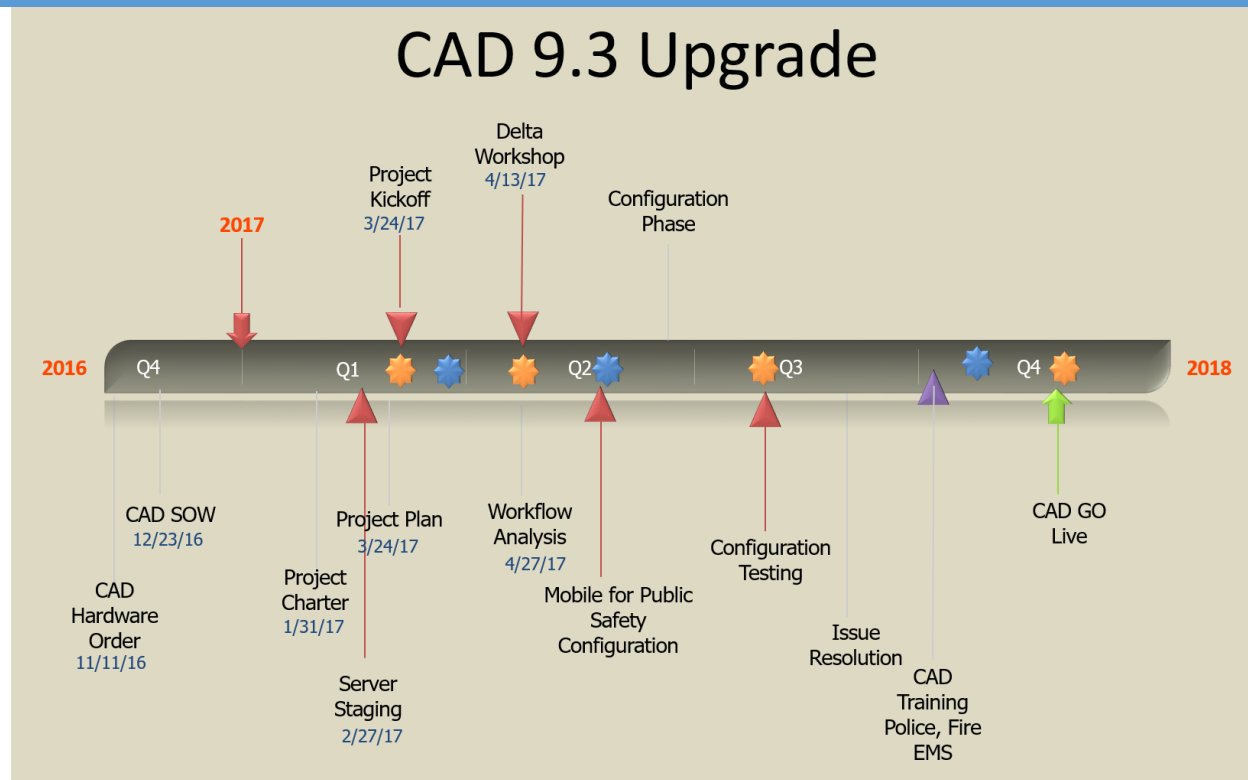 CAD 9.3 Upgrade
Delta
Workshop
4/13/17
Project
Kickoff
3/24/17
Configuration
Phase
2017
2016
Q4
Q1
Q2
Q3
Q4
2018
CAD SOW
12/23/16
Project Plan
3/24/17
Workflow
Analysis
4/27/17
CAD GO
Live
Configuration
Testing
CAD
Hardware
Order
11/11/16
Project
Charter
1/31/17
Mobile for Public
Safety
Configuration
Issue
Resolution
Server
Staging
2/27/17
CAD
Training
Police, Fire
EMS